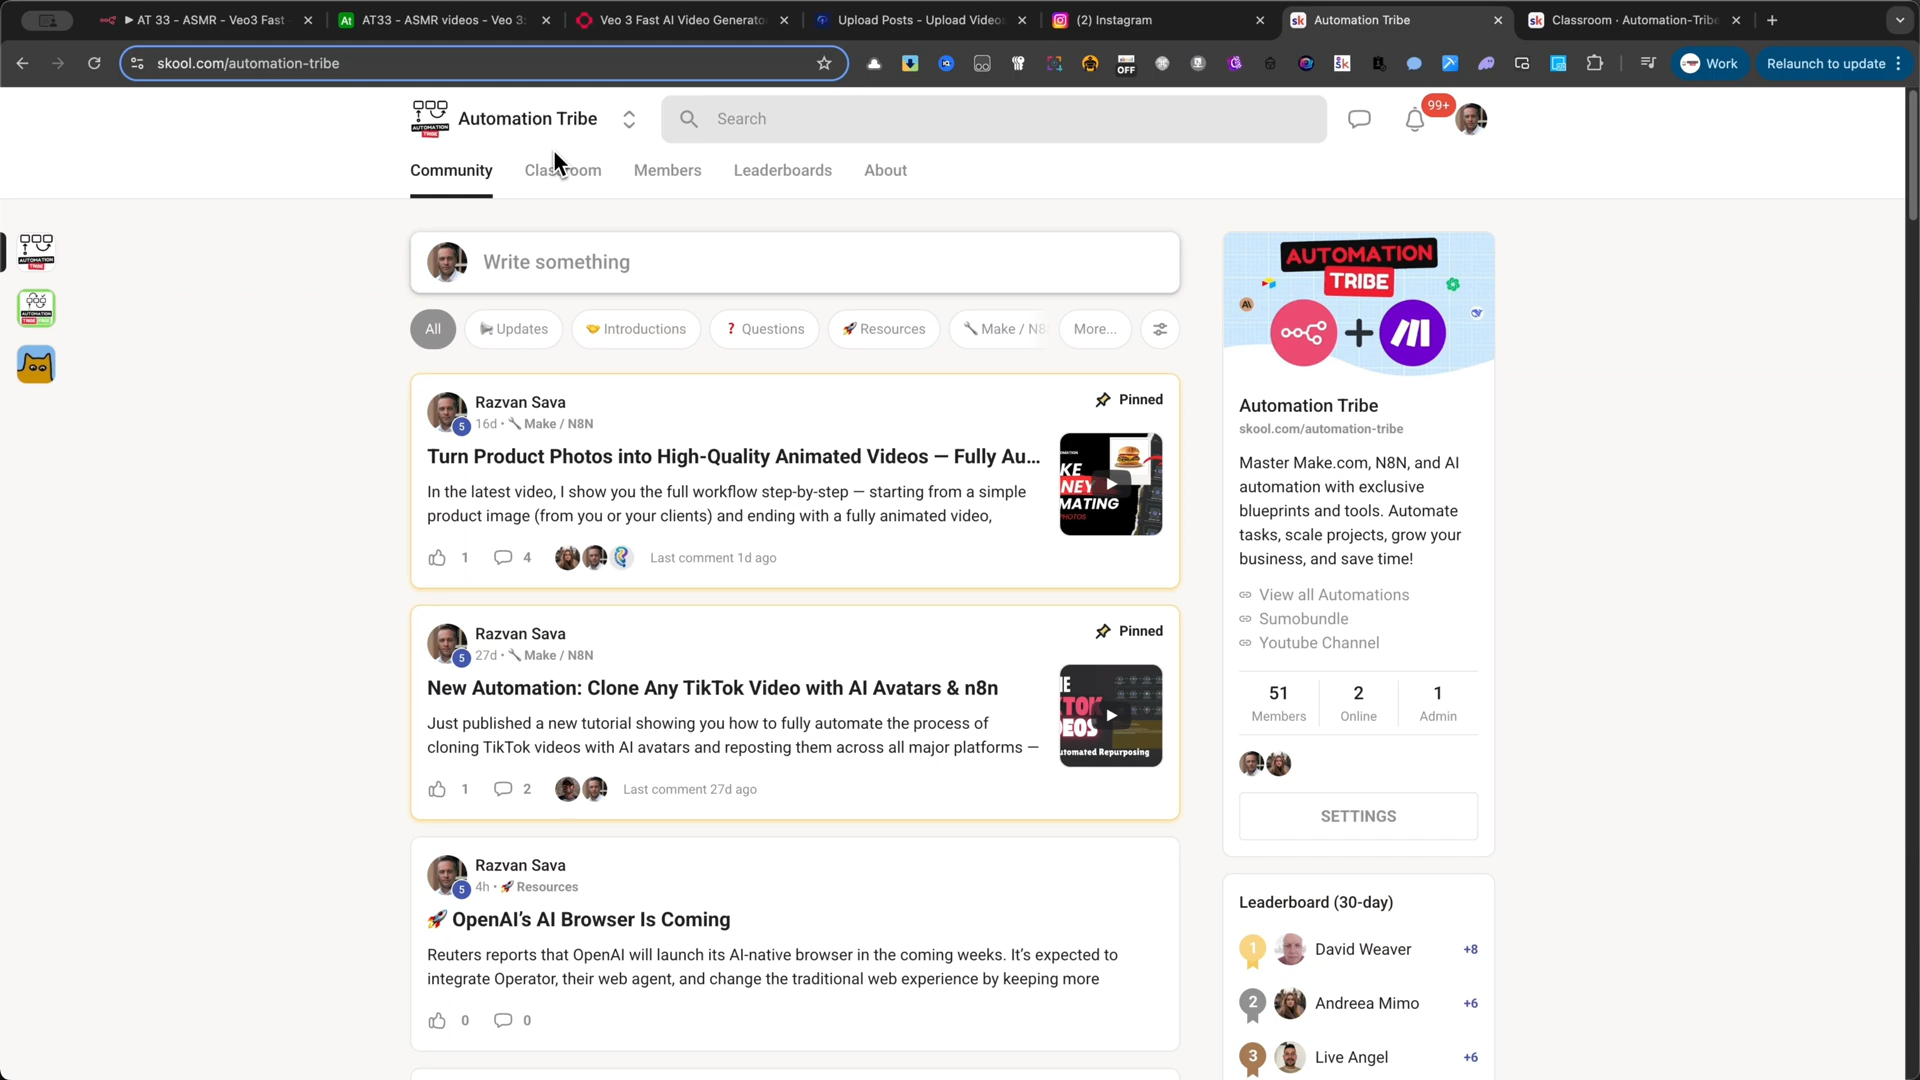 ▶ AT 33 - ASMR - Veo3 Fast
AT33 - ASMR videos - Veo 3:
Veo 3 Fast AI Video Generato
Upload Posts - Upload Video
(2) Instagram
Automation Tribe
Classroom · Automation-Tribe
skool.com/automation-tribe
OFF
Work
Relaunch to update
AUTOMATION
TRIBE
Automation Tribe
Search
99+
Community
Classroom
Members
Leaderboards
About
Write something
All
Updates
Introductions
Questions
Resources
Make / N8
More...
Razvan Sava
5
16d • Make / N8N
Pinned
Turn Product Photos into High-Quality Animated Videos — Fully Au...
In the latest video, I show you the full workflow step-by-step — starting from a simple
product image (from you or your clients) and ending with a fully animated video,
1
4
Last comment 1d ago
Razvan Sava
5
27d • Make / N8N
Pinned
New Automation: Clone Any TikTok Video with AI Avatars & n8n
Just published a new tutorial showing you how to fully automate the process of
cloning TikTok videos with AI avatars and reposting them across all major platforms —
1
2
Last comment 27d ago
Razvan Sava
5
4h • Resources
🚀 OpenAI’s AI Browser Is Coming
Reuters reports that OpenAI will launch its AI-native browser in the coming weeks. It’s expected to
integrate Operator, their web agent, and change the traditional web experience by keeping more
0
0
AUTOMATION
TRIBE
Automation Tribe
skool.com/automation-tribe
Master Make.com, N8N, and AI
automation with exclusive
blueprints and tools. Automate
tasks, scale projects, grow your
business, and save time!
View all Automations
Sumobundle
Youtube Channel
51
Members
2
Online
1
Admin
SETTINGS
Leaderboard (30-day)
1
David Weaver
+8
2
Andreea Mimo
+6
3
Live Angel
+6